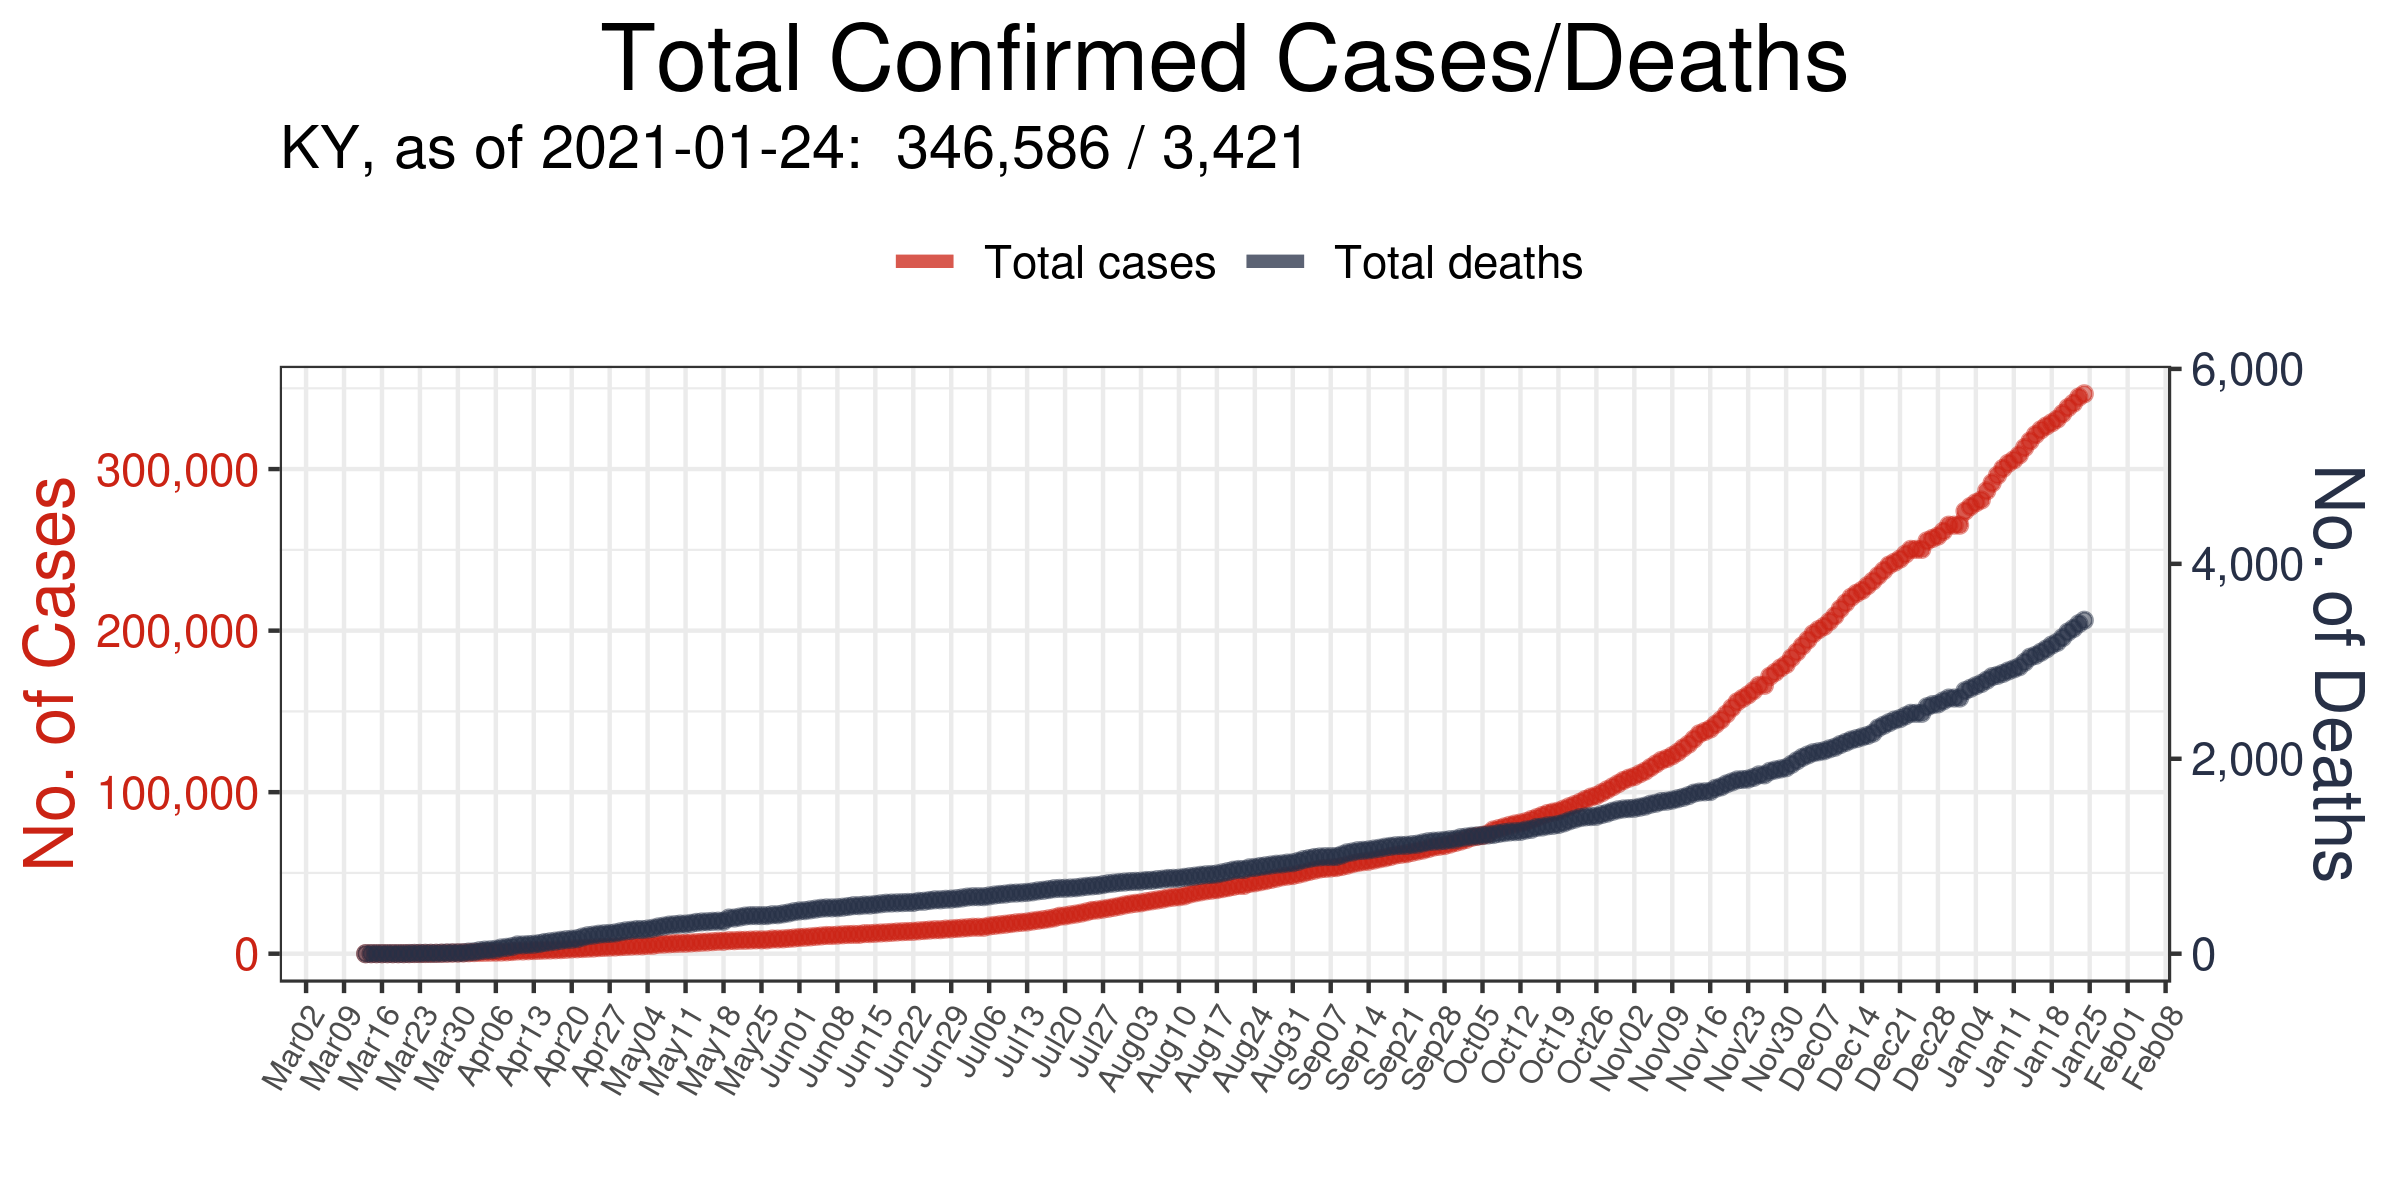 Total Confirmed Cases/Deaths
KY, as of 2021-01-24: 346,586 / 3,421
Total cases
Total deaths
No. of Cases
300,000
200,000
100,000
0
6,000
4,000
2,000
0
No. of Deaths
Mar02
Mar09
Mar16
Mar23
Mar30
Apr06
Apr13
Apr20
Apr27
May04
May11
May18
May25
Jun01
Jun08
Jun15
Jun22
Jun29
Jul06
Jul13
Jul20
Jul27
Aug03
Aug10
Aug17
Aug24
Aug31
Sep07
Sep14
Sep21
Sep28
Oct05
Oct12
Oct19
Oct26
Nov02
Nov09
Nov16
Nov23
Nov30
Dec07
Dec14
Dec21
Dec28
Jan04
Jan11
Jan18
Jan25
Feb01
Feb08